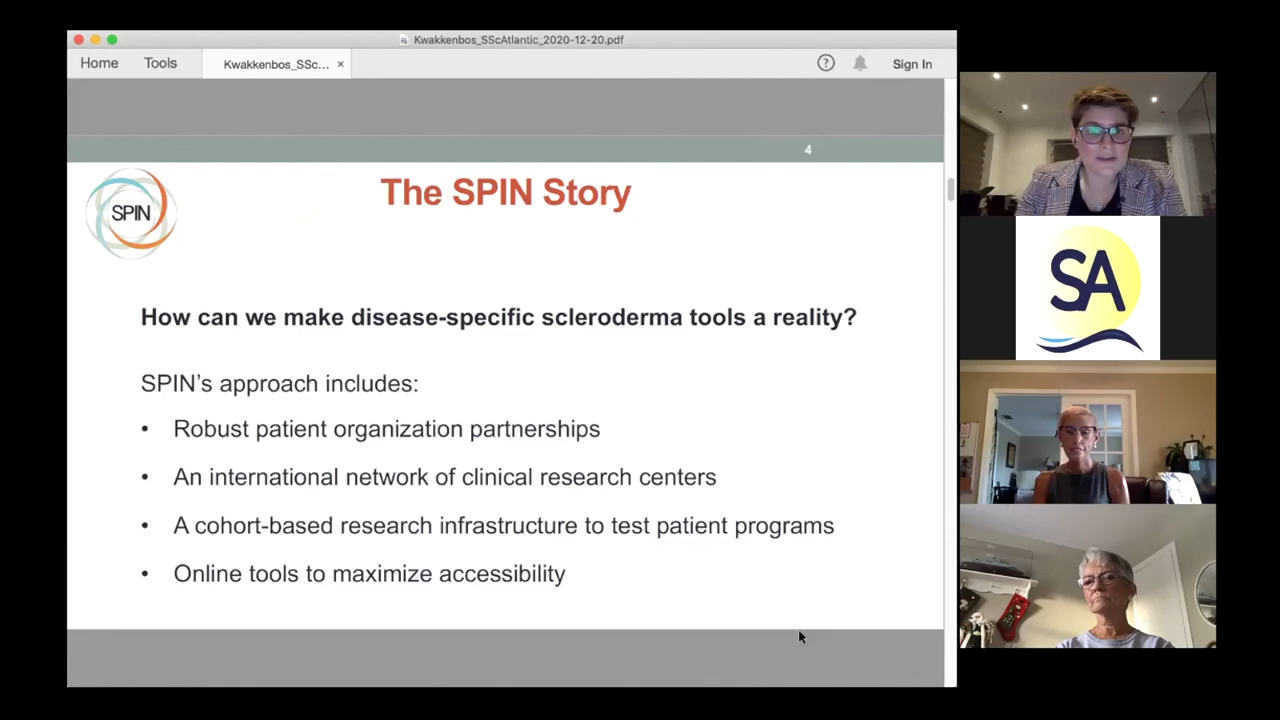 Kwakkenbos_SScAtlantic_2020-12-20.pdf
Home Tools Kwakkenbos_SSc... × Sign In
4
SPIN
The SPIN Story
How can we make disease-specific scleroderma tools a reality?
SPIN’s approach includes:
• Robust patient organization partnerships
• An international network of clinical research centers
• A cohort-based research infrastructure to test patient programs
• Online tools to maximize accessibility
SA